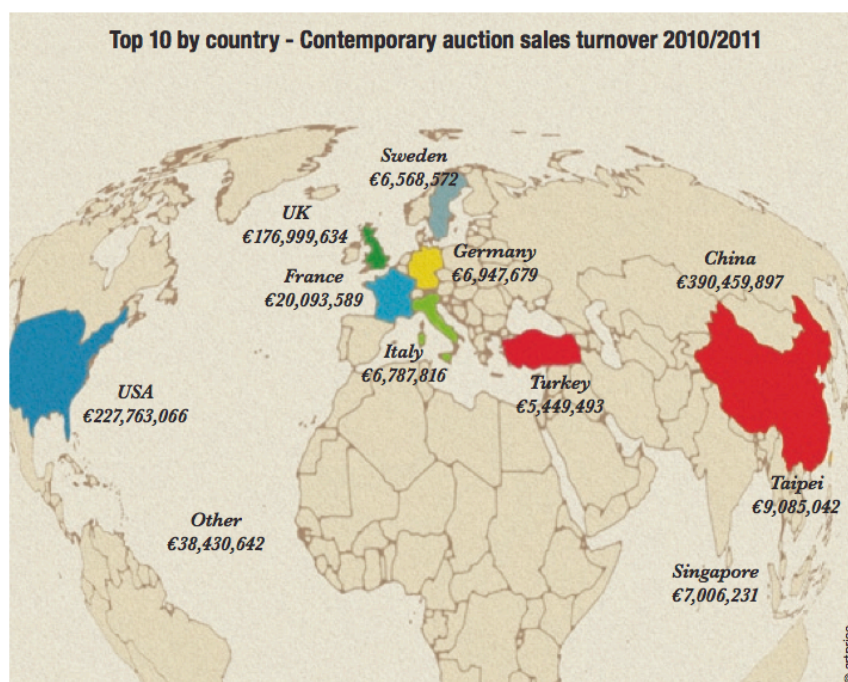 Top 10 by country - Contemporary auction sales turnover 2010/2011
Sweden
€6,568,572
UK
€176,999,634
Germany
€6,947,679
China
€390,459,897
France
€20,093,589
Italy
€6,787,816
USA
€227,763,066
Turkey
€5,449,493
Taipei
€9,085,042
Other
€38,430,642
Singapore
€7,006,231